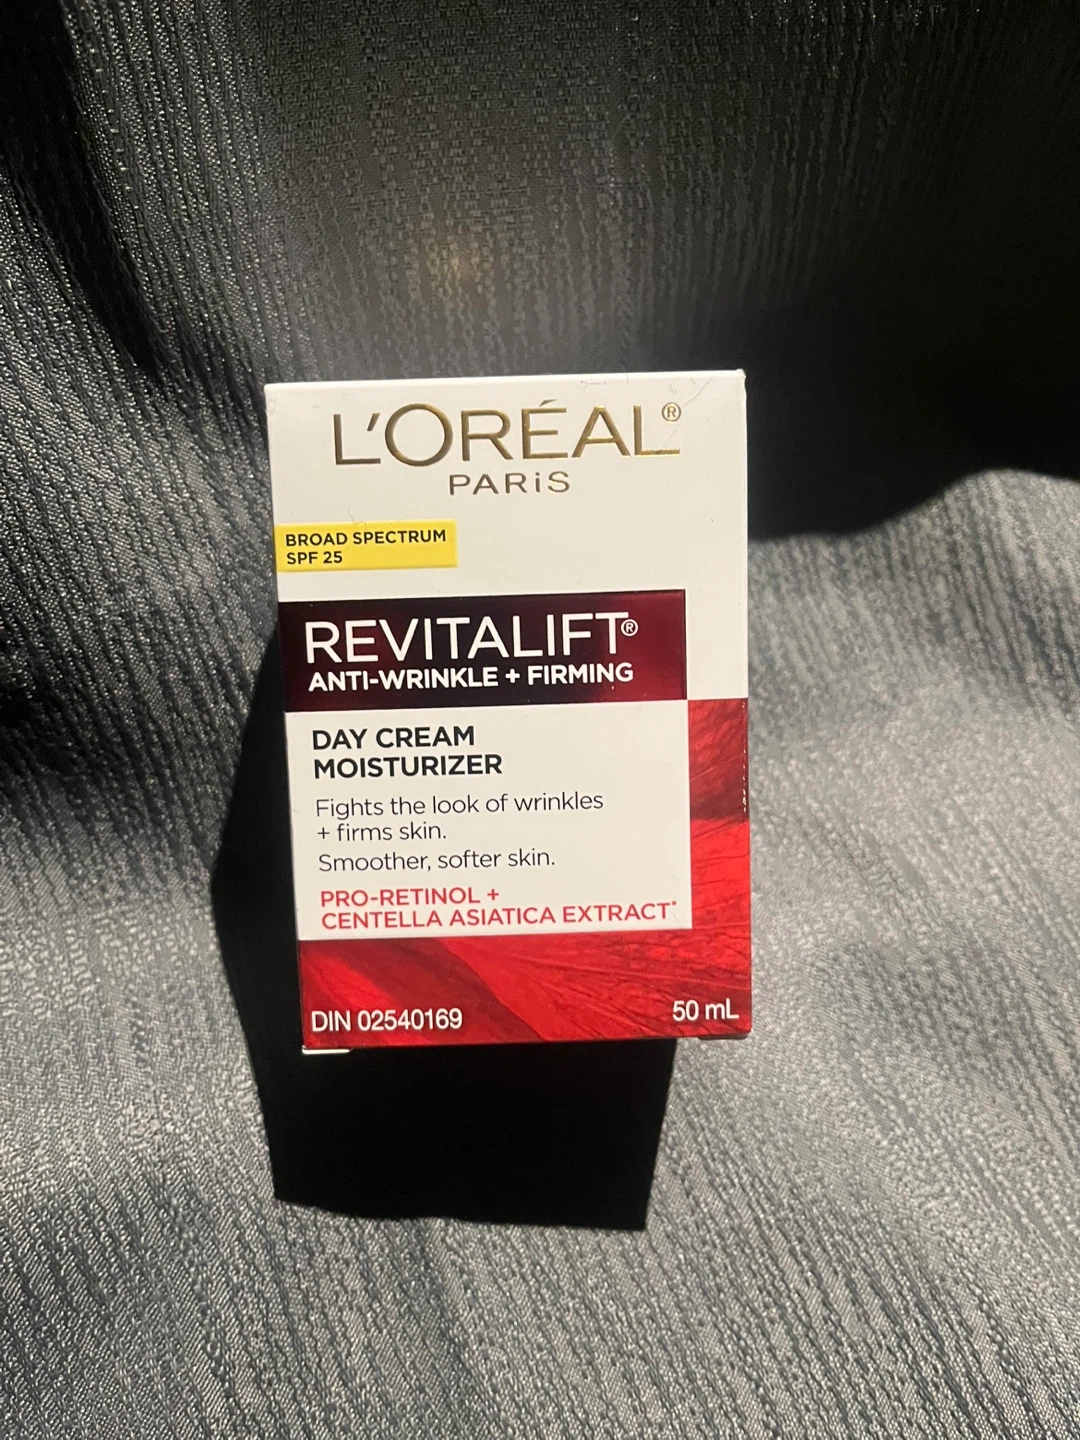 L'ORÉAL®
PARiS
BROAD SPECTRUM
SPF 25
REVITALIFT®
ANTI-WRINKLE + FIRMING
DAY CREAM
MOISTURIZER
Fights the look of wrinkles
+ firms skin.
Smoother, softer skin.
PRO-RETINOL +
CENTELLA ASIATICA EXTRACT*
DIN 02540169
50 mL